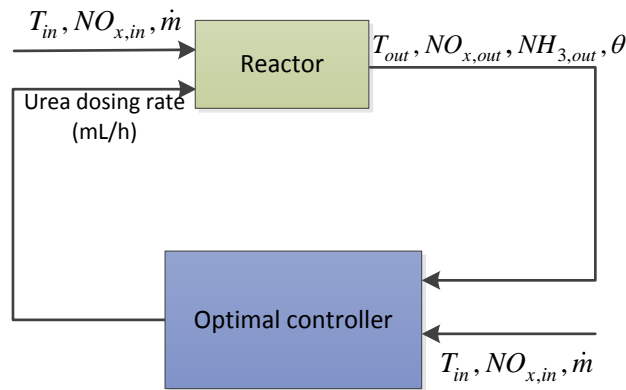 T_in, NO_x,in, ṁ
Reactor
T_out, NO_x,out, NH_3,out, θ
Urea dosing rate
(mL/h)
Optimal controller
T_in, NO_x,in, ṁ